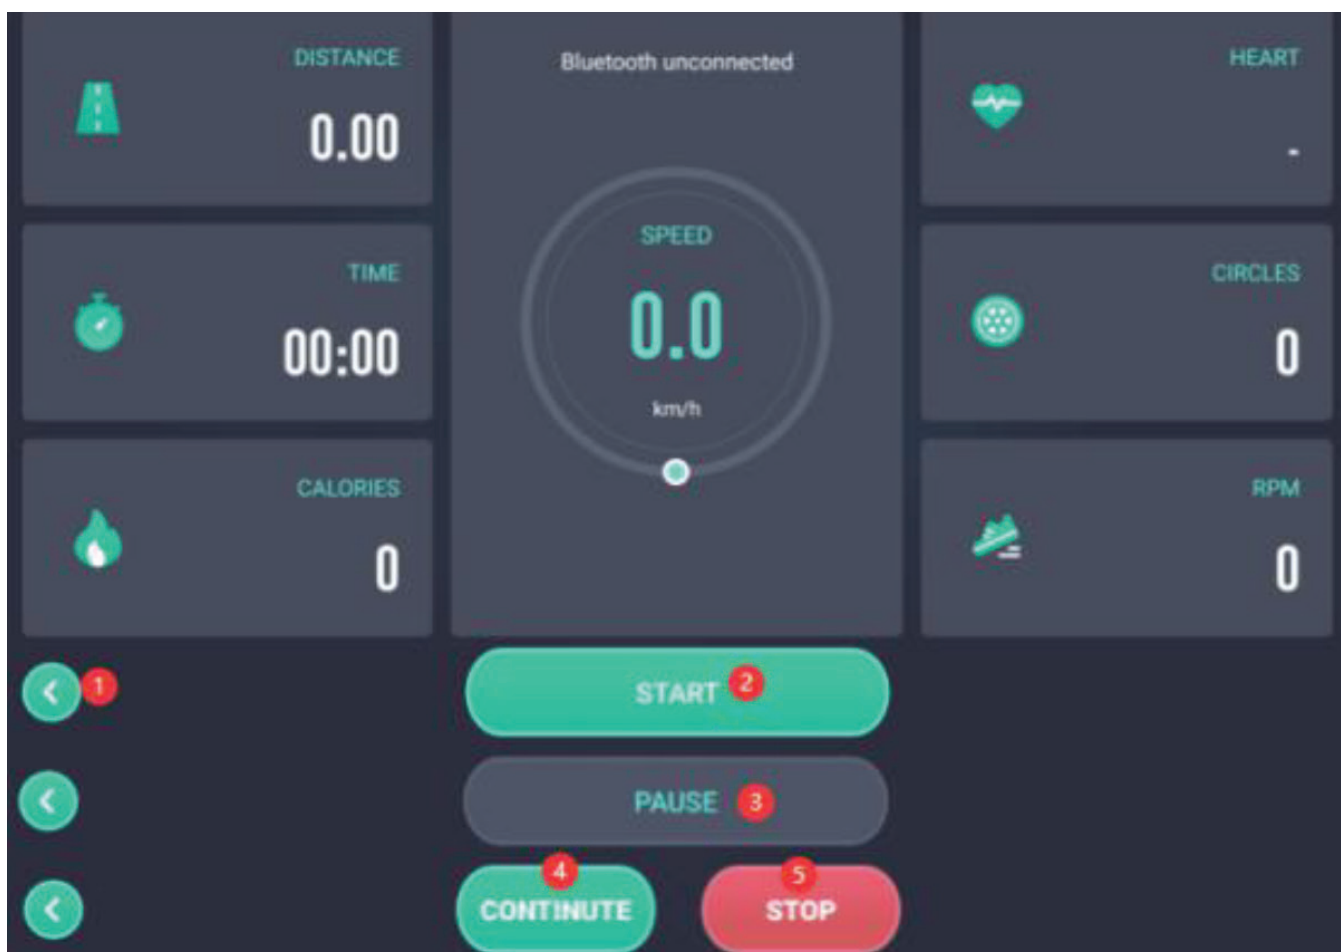 DISTANCE
0.00
Bluetooth unconnected
HEART
-
TIME
00:00
SPEED
0.0
km/h
CIRCLES
0
CALORIES
0
RPM
0
1
START 2
PAUSE 3
4
CONTINUTE
5
STOP